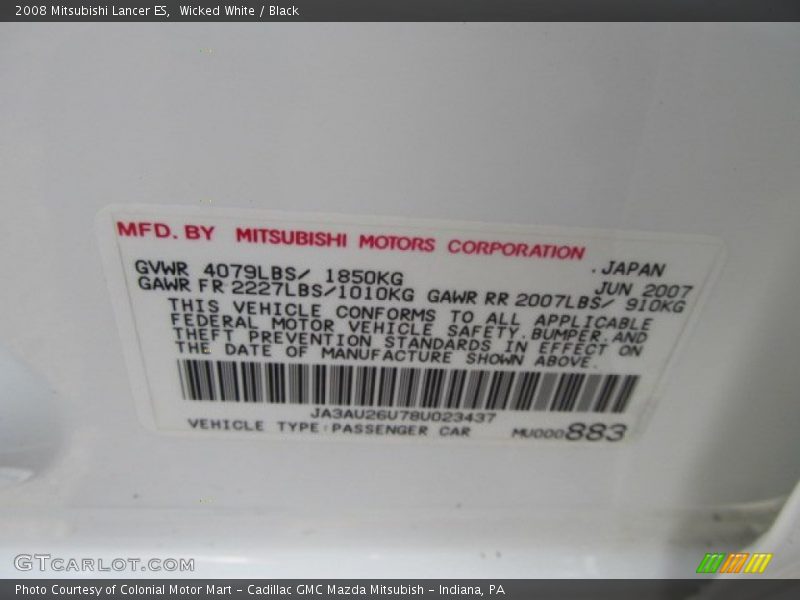 2008 Mitsubishi Lancer ES, Wicked White / Black
MFD. BY MITSUBISHI MOTORS CORPORATION
. JAPAN
GVWR 4079LBS/ 1850KG JUN 2007
GAWR FR 2227LBS/1010KG GAWR RR 2007LBS/ 910KG
THIS VEHICLE CONFORMS TO ALL APPLICABLE
FEDERAL MOTOR VEHICLE SAFETY, BUMPER, AND
THEFT PREVENTION STANDARDS IN EFFECT ON
THE DATE OF MANUFACTURE SHOWN ABOVE.
JA3AU26U78U023437
VEHICLE TYPE:PASSENGER CAR MU000883
GTCARLOT.COM
Photo Courtesy of Colonial Motor Mart - Cadillac GMC Mazda Mitsubish - Indiana, PA